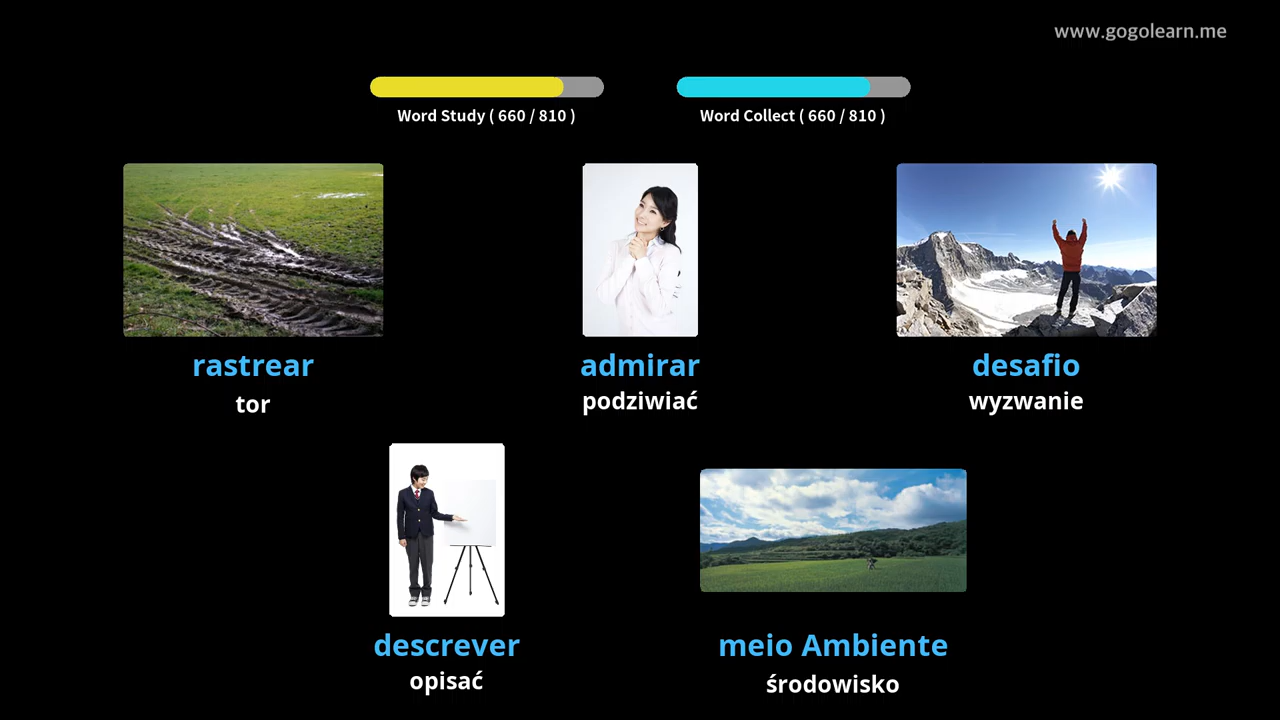 www.gogolearn.me
Word Study ( 660 / 810 )
Word Collect ( 660 / 810 )
rastrear
tor
admirar
podziwiać
desafio
wyzwanie
descrever
opisać
meio Ambiente
środowisko